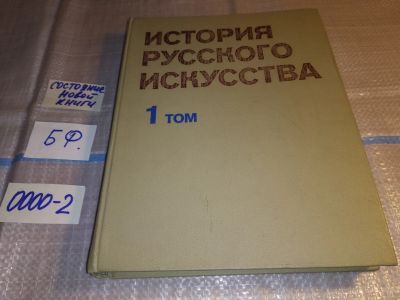 ИСТОРИЯ
РУССКОГО
ИСКУССТВА
1 ТОМ
СОСТОЯНИЕ
НОВОЙ
КНИГИ
БФ.
0000-2